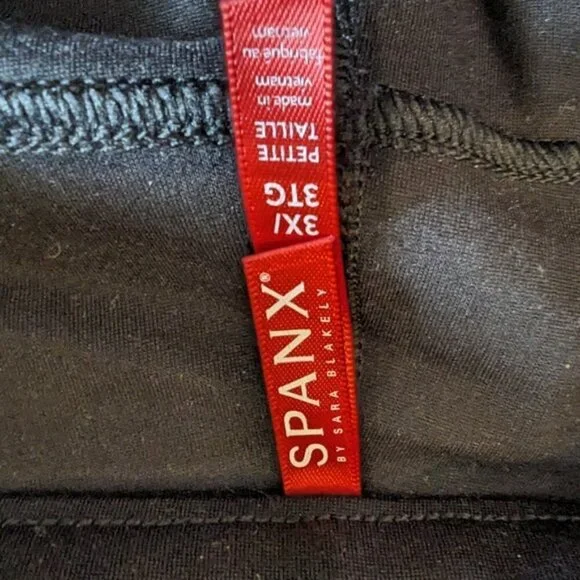 SPANX®
BY SARA BLAKELY
3X/
3TG
PETITE
TAILLE
made in
vietnam
fabriqué au
vietnam